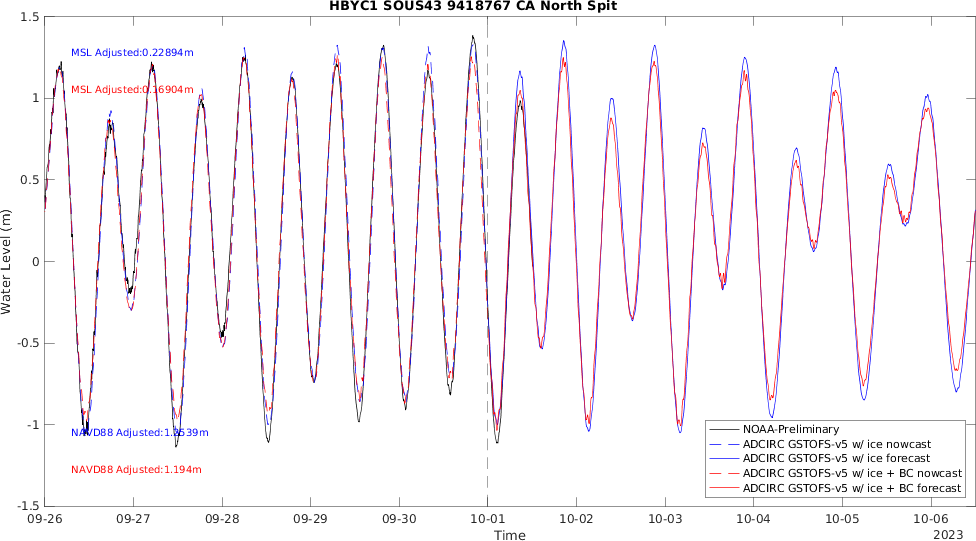 HBYC1 SOUS43 9418767 CA North Spit
1.5
MSL Adjusted:0.22894m
1
MSL Adjusted:0.16904m
0.5
Water Level (m)
0
-0.5
-1
NAVD88 Adjusted:1.2539m
NAVD88 Adjusted:1.194m
-1.5
NOAA-Preliminary
ADCIRC GSTOFS-v5 w/ ice nowcast
ADCIRC GSTOFS-v5 w/ ice forecast
ADCIRC GSTOFS-v5 w/ ice + BC nowcast
ADCIRC GSTOFS-v5 w/ ice + BC forecast
09-26 09-27 09-28 09-29 09-30 10-01 10-02 10-03 10-04 10-05 10-06
Time
2023